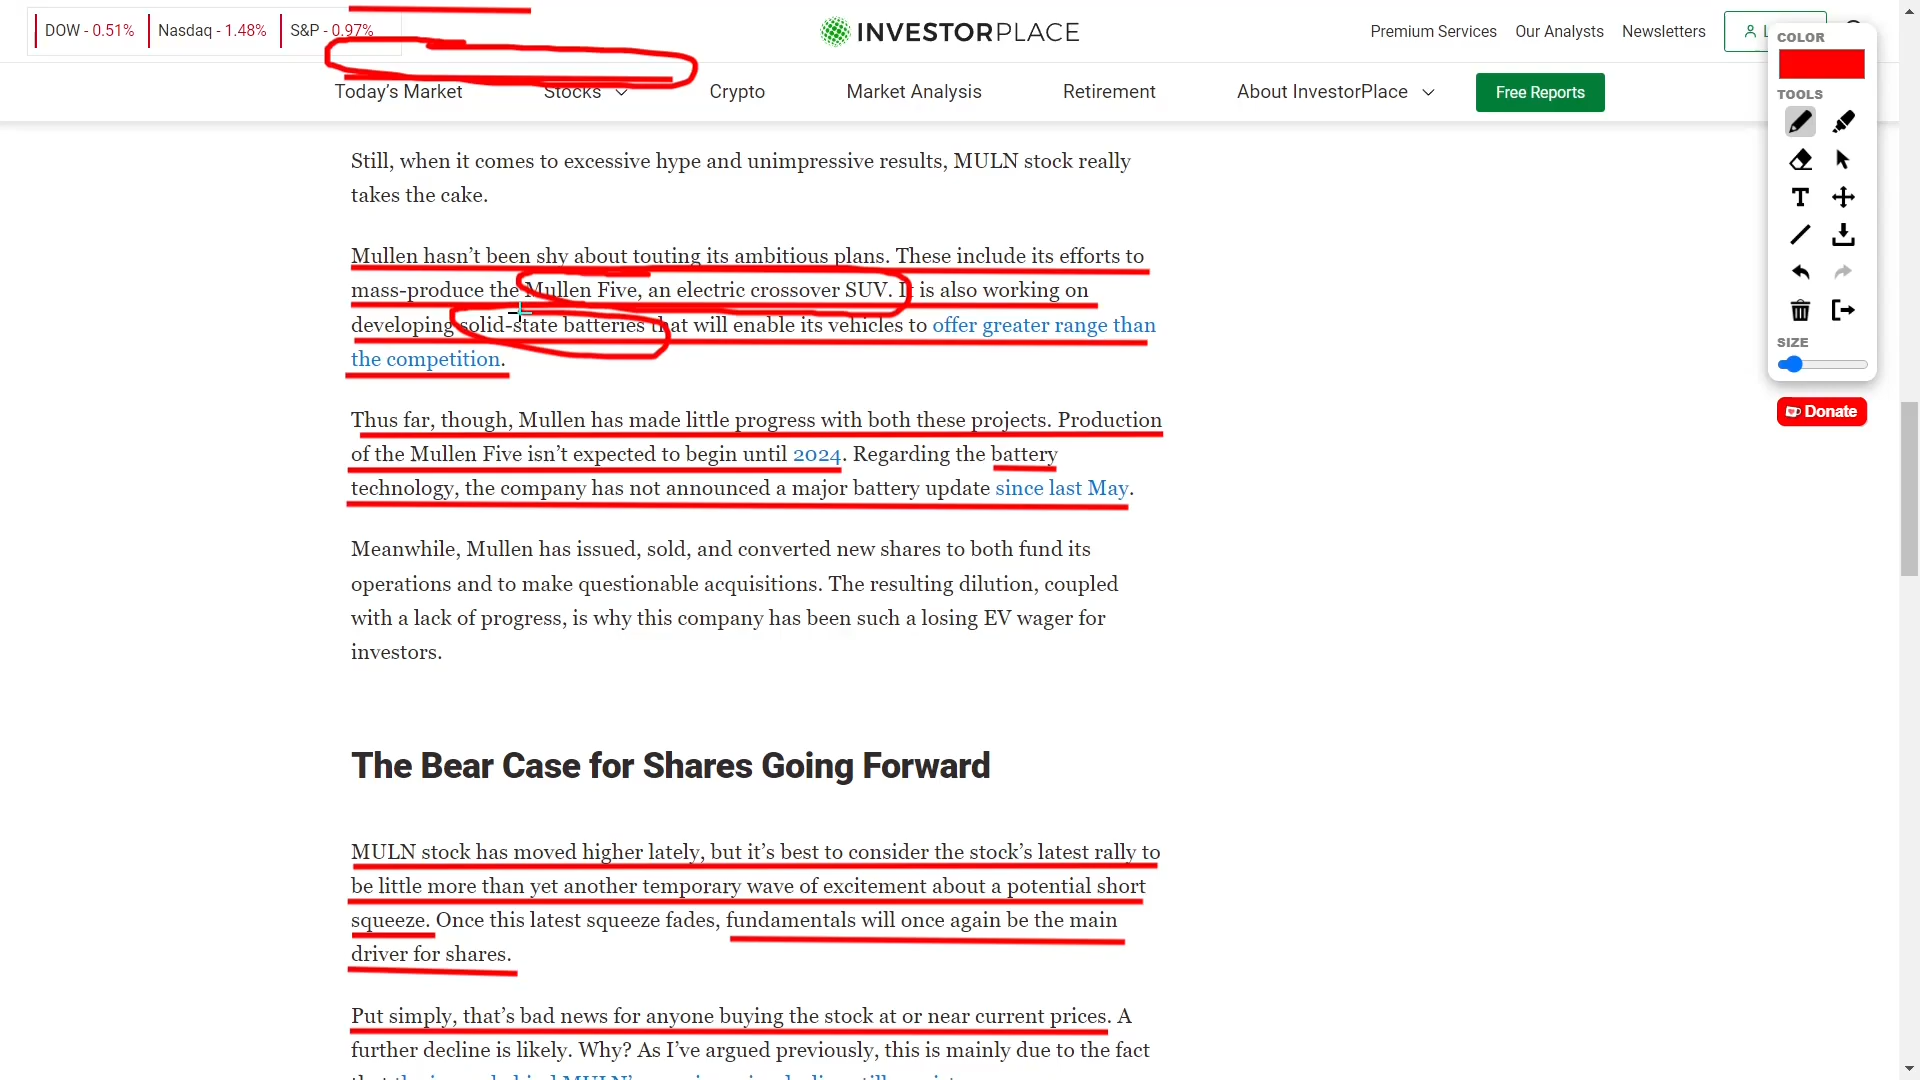 DOW - 0.51% Nasdaq - 1.48% S&P - 0.97%
INVESTORPLACE
Premium Services Our Analysts Newsletters
Today's Market Stocks Crypto Market Analysis Retirement About InvestorPlace Free Reports
Still, when it comes to excessive hype and unimpressive results, MULN stock really
takes the cake.
Mullen hasn't been shy about touting its ambitious plans. These include its efforts to
mass-produce the Mullen Five, an electric crossover SUV. It is also working on
developing solid-state batteries that will enable its vehicles to offer greater range than
the competition.
Thus far, though, Mullen has made little progress with both these projects. Production
of the Mullen Five isn't expected to begin until 2024. Regarding the battery
technology, the company has not announced a major battery update since last May.
Meanwhile, Mullen has issued, sold, and converted new shares to both fund its
operations and to make questionable acquisitions. The resulting dilution, coupled
with a lack of progress, is why this company has been such a losing EV wager for
investors.
The Bear Case for Shares Going Forward
MULN stock has moved higher lately, but it's best to consider the stock's latest rally to
be little more than yet another temporary wave of excitement about a potential short
squeeze. Once this latest squeeze fades, fundamentals will once again be the main
driver for shares.
Put simply, that's bad news for anyone buying the stock at or near current prices. A
further decline is likely. Why? As I've argued previously, this is mainly due to the fact
COLOR
TOOLS
T
SIZE
Donate